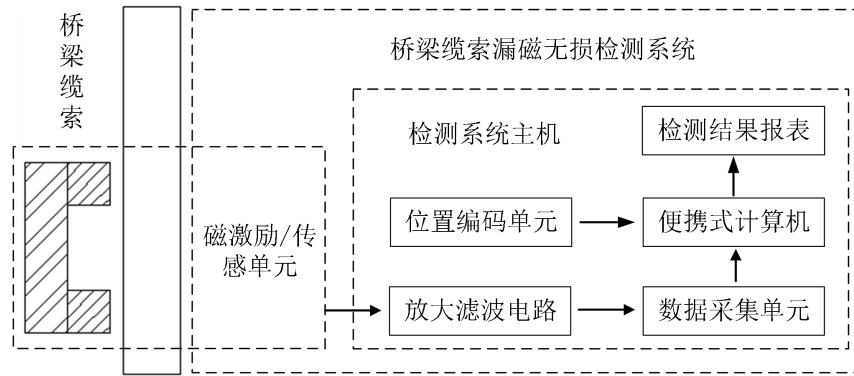 桥梁缆索
桥梁缆索漏磁无损检测系统
检测系统主机
检测结果报表
位置编码单元
便携式计算机
磁激励/传
感单元
放大滤波电路
数据采集单元